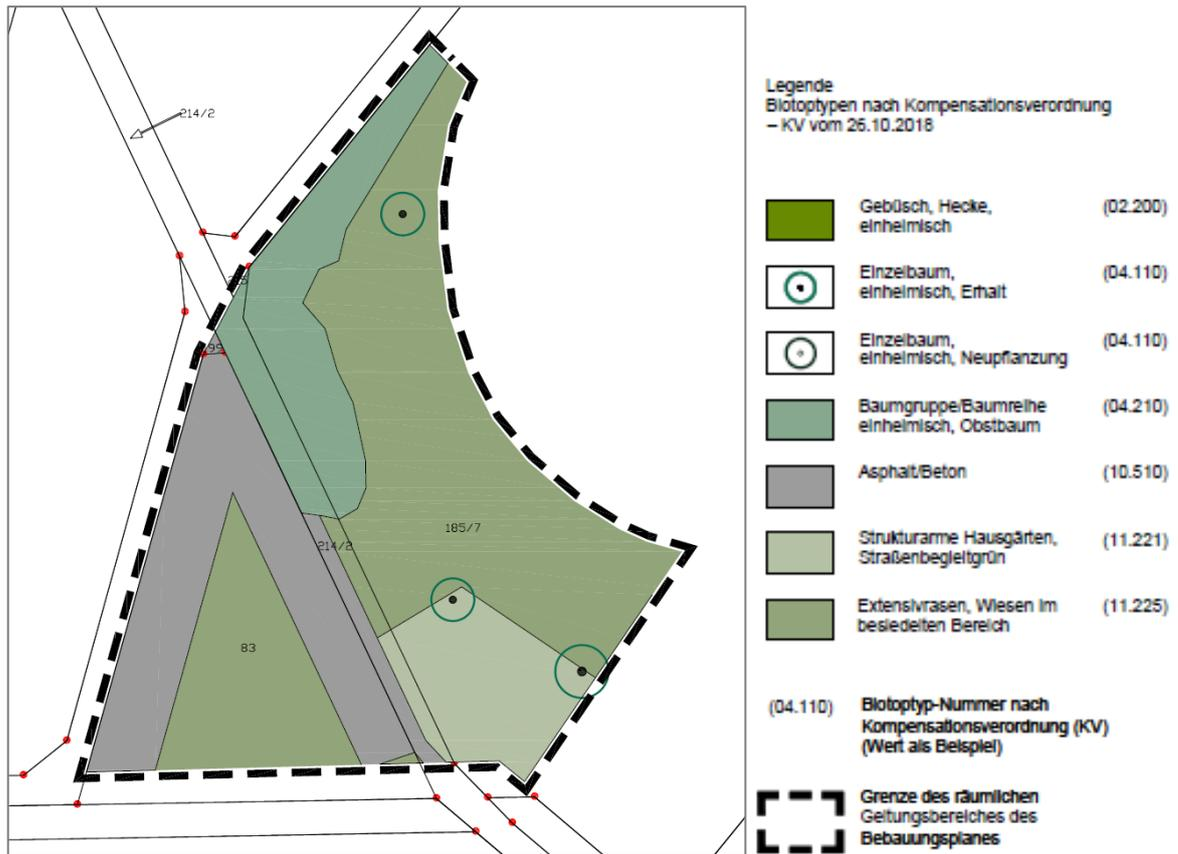 214/2
99
214/2
185/7
83
Legende
Biotoptypen nach Kompensationsverordnung
– KV vom 26.10.2018
Gebüsch, Hecke, (02.200)
einheimisch
Einzelbaum, (04.110)
einheimisch, Erhalt
Einzelbaum, (04.110)
einheimisch, Neupflanzung
Baumgruppe/Baumreihe (04.210)
einheimisch, Obstbaum
Asphalt/Beton (10.510)
Strukturarme Hausgärten, (11.221)
Straßenbegleitgrün
Extensivrasen, Wiesen im (11.225)
besiedelten Bereich
(04.110) Biotoptyp-Nummer nach
Kompensationsverordnung (KV)
(Wert als Beispiel)
Grenze des räumlichen
Geltungsbereiches des
Bebauungsplanes